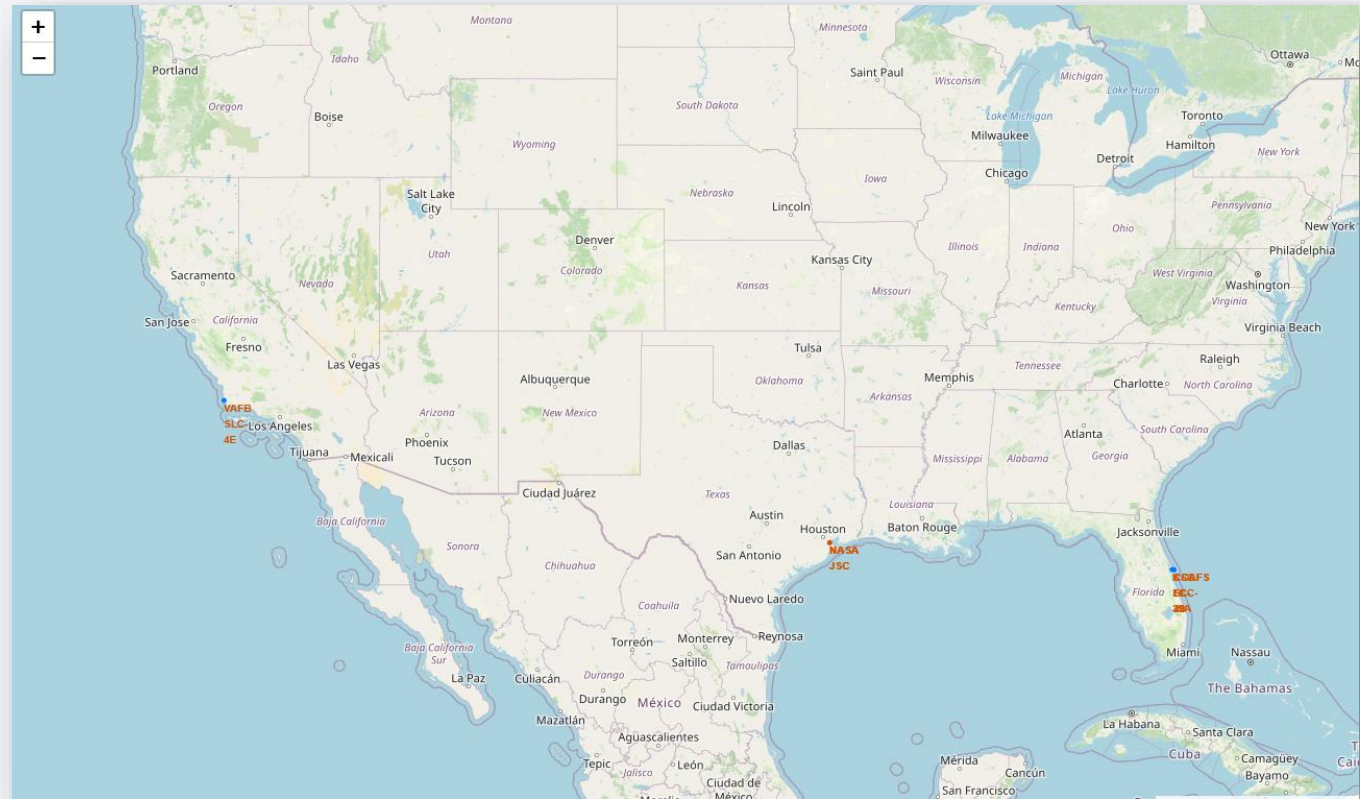 +
−
Montana
Minnesota
Ottawa
Portland
Idaho
Saint Paul
Wisconsin
Michigan
Lake Huron
Oregon
Boise
South Dakota
Lake Michigan
Toronto
Milwaukee
Hamilton
Wyoming
Detroit
New York
Chicago
Iowa
Salt Lake
City
Nebraska
Lincoln
Pennsylvania
New York
Denver
Ohio
Utah
Illinois
Indiana
Philadelphia
Kansas City
Sacramento
Colorado
West Virginia
Nevada
Kansas
Missouri
Washington
Virginia
Kentucky
San Jose
California
Virginia Beach
Fresno
Tulsa
Raleigh
Las Vegas
Tennessee
Albuquerque
Oklahoma
Memphis
Charlotte
North Carolina
Arkansas
VAFB
SLC-
4E
Los Angeles
Arizona
New Mexico
Phoenix
Atlanta
South Carolina
Dallas
Tijuana
Mexicali
Tucson
Mississippi
Alabama
Georgia
Ciudad Juárez
Texas
Louisiana
Austin
Baja California
Houston
Baton Rouge
Jacksonville
Sonora
San Antonio
NASA
JSC
Chihuahua
Florida
Nuevo Laredo
Coahuila
Torreón
Monterrey
Reynosa
Baja California
Sur
Saltillo
Tamaulipas
Miami
Nassau
La Paz
Culiacán
Durango
Durango
México
Ciudad Victoria
The Bahamas
Mazatlán
La Habana
Santa Clara
Aguascalientes
Cuba
Camagüey
Tepic
León
Mérida
Cancún
Jalisco
Bayamo
Ciudad de
México
San Francisco